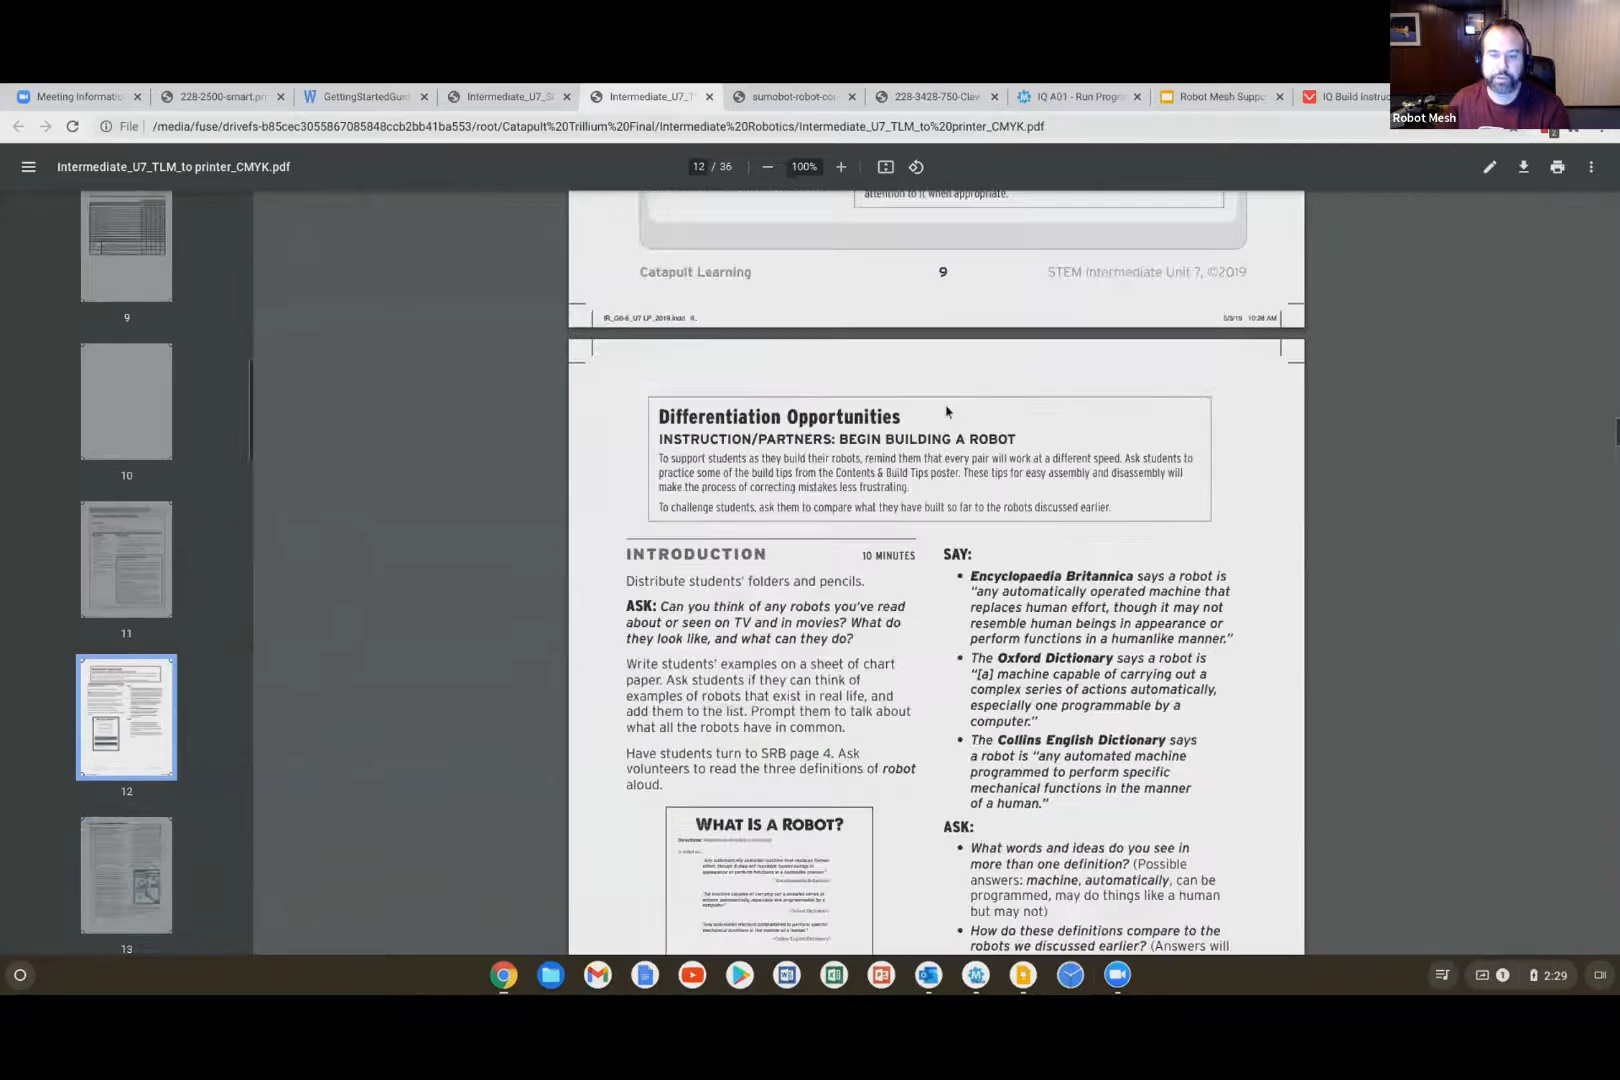 Robot Mesh
Meeting Informatio
228-2500-smart.pn
GettingStartedGuid
Intermediate_U7_S
Intermediate_U7_T
sumobot-robot-co
228-3428-750-Claw
IQ A01 - Run Progra
Robot Mesh Suppo
IQ Build Instruc
File
/media/fuse/drivefs-b85cec3055867085848ccb2bb41ba553/root/Catapult%20Trillium%20Final/Intermediate%20Robotics/Intermediate_U7_TLM_to%20printer_CMYK.pdf
2
Intermediate_U7_TLM_to printer_CMYK.pdf
12 / 36
100%
9
10
11
12
13
attention to it when appropriate.
Catapult Learning
9
STEM Intermediate Unit 7, ©2019
IR_G6-8_U7 LP_2019.indd 9
5/3/19 10:28 AM
Differentiation Opportunities
INSTRUCTION/PARTNERS: BEGIN BUILDING A ROBOT
To support students as they build their robots, remind them that every pair will work at a different speed. Ask students to
practice some of the build tips from the Contents & Build Tips poster. These tips for easy assembly and disassembly will
make the process of correcting mistakes less frustrating.
To challenge students, ask them to compare what they have built so far to the robots discussed earlier.
INTRODUCTION
10 MINUTES
Distribute students' folders and pencils.
ASK: Can you think of any robots you've read
about or seen on TV and in movies? What do
they look like, and what can they do?
Write students' examples on a sheet of chart
paper. Ask students if they can think of
examples of robots that exist in real life, and
add them to the list. Prompt them to talk about
what all the robots have in common.
Have students turn to SRB page 4. Ask
volunteers to read the three definitions of robot
aloud.
WHAT IS A ROBOT?
SAY:
• Encyclopaedia Britannica says a robot is
"any automatically operated machine that
replaces human effort, though it may not
resemble human beings in appearance or
perform functions in a humanlike manner."
• The Oxford Dictionary says a robot is
"[a] machine capable of carrying out a
complex series of actions automatically,
especially one programmable by a
computer."
• The Collins English Dictionary says
a robot is "any automated machine
programmed to perform specific
mechanical functions in the manner
of a human."
ASK:
• What words and ideas do you see in
more than one definition? (Possible
answers: machine, automatically, can be
programmed, may do things like a human
but may not)
• How do these definitions compare to the
robots we discussed earlier? (Answers will
1
2:29